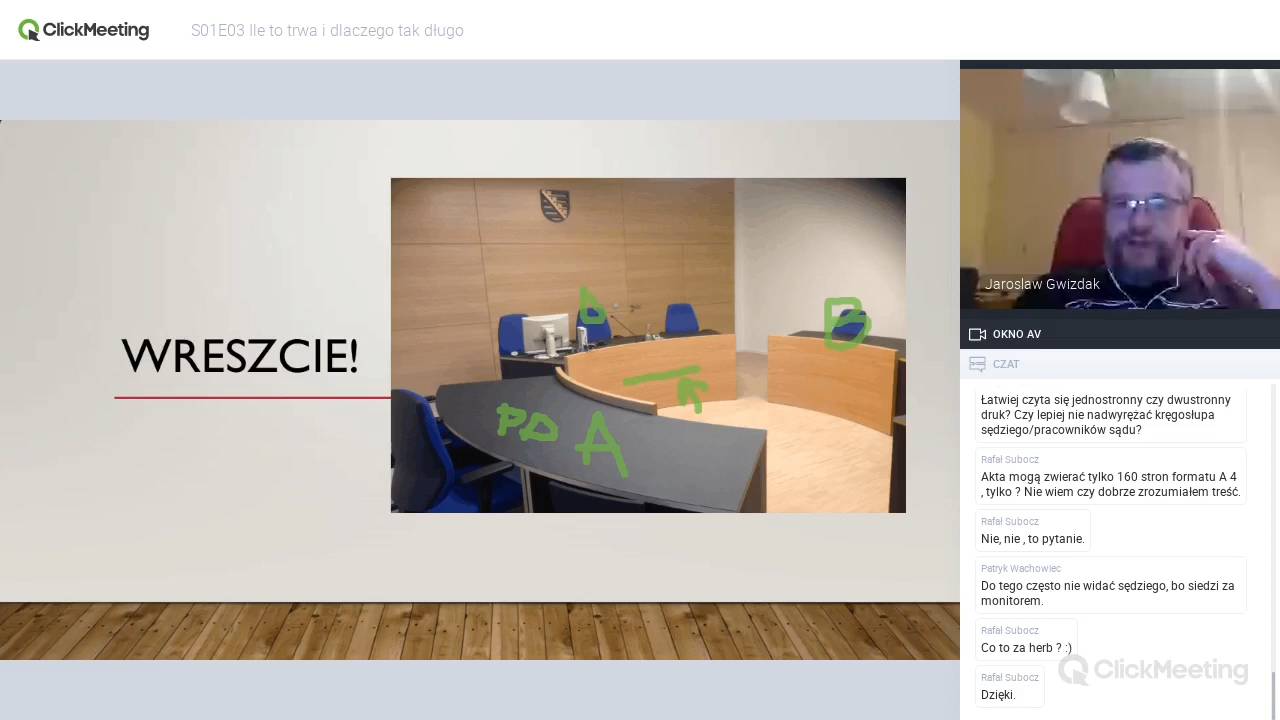 ClickMeeting
S01E03 Ile to trwa i dlaczego tak długo
WRESZCIE!
b
B
PD A
Jaroslaw Gwizdak
OKNO AV
CZAT
Łatwiej czyta się jednostronny czy dwustronny
druk? Czy lepiej nie nadwyrężać kręgosłupa
sędziego/pracowników sądu?
Rafał Subocz
Akta mogą zwierać tylko 160 stron formatu A 4
, tylko ? Nie wiem czy dobrze zrozumiałem treść.
Rafał Subocz
Nie, nie , to pytanie.
Patryk Wachowiec
Do tego często nie widać sędziego, bo siedzi za
monitorem.
Rafał Subocz
Co to za herb ? :)
Rafał Subocz
Dzięki.
ClickMeeting